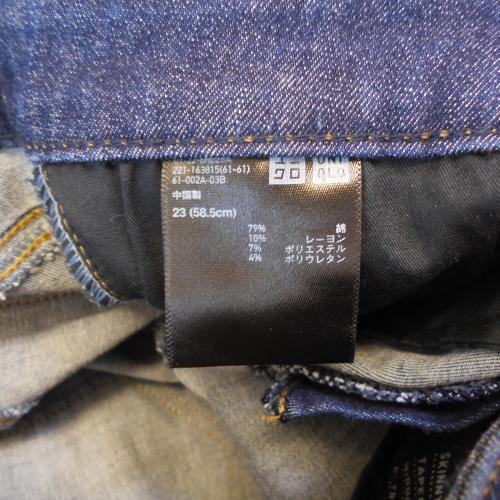 221-163815(61-61)
61-002A-03B
中国製
23 (58.5cm)
ユニ
クロ
UNI
QLO
79% 綿
10% レーヨン
7% ポリエステル
4% ポリウレタン
SKINN
TAP